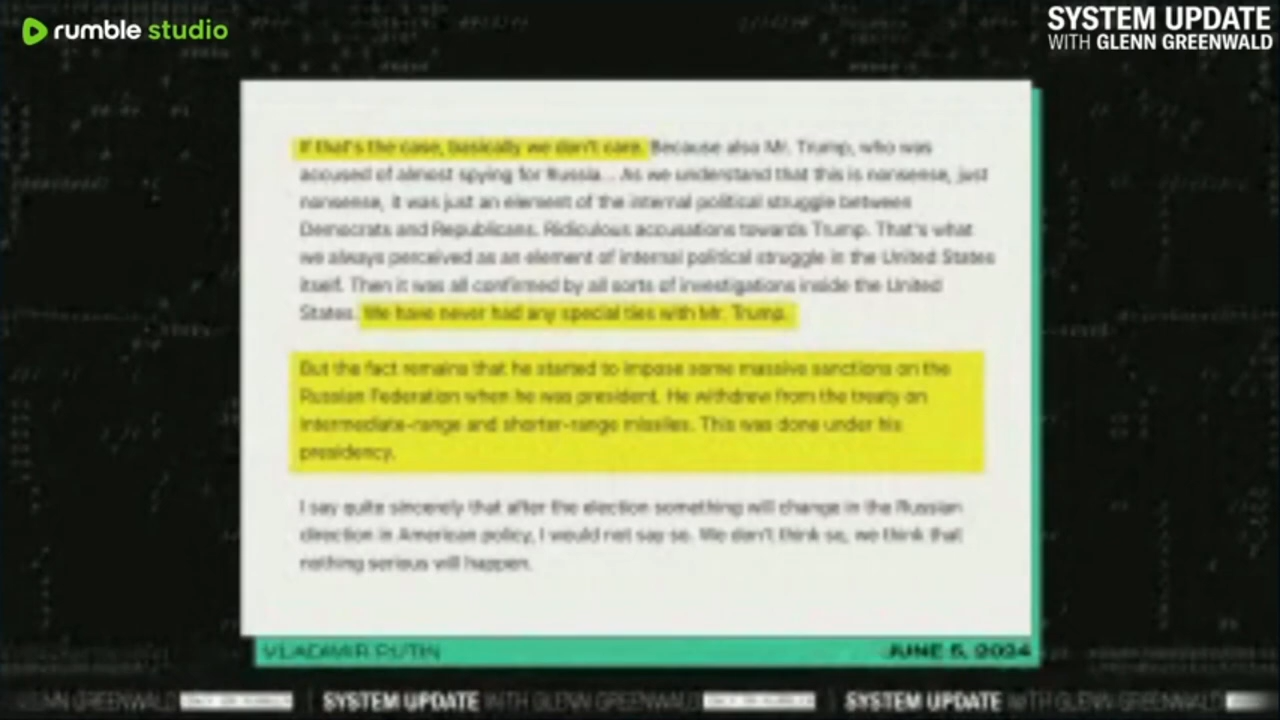 rumble studio
SYSTEM UPDATE
WITH GLENN GREENWALD
If that's the case, basically we don't care. Because also Mr. Trump, who was
accused of almost spying for Russia... As we understand that this is nonsense, just
nonsense, it was just an element of the internal political struggle between
Democrats and Republicans. Ridiculous accusations towards Trump. That's what
we always perceived as an element of internal political struggle in the United States
itself. Then it was all confirmed by all sorts of investigations inside the United
States. We have never had any special ties with Mr. Trump.
But the fact remains that he started to impose some massive sanctions on the
Russian Federation when he was president. He withdrew from the treaty on
intermediate-range and shorter-range missiles. This was done under his
presidency.
I say quite sincerely that after the election something will change in the Russian
direction in American policy, I would not say so. We don't think so, we think that
nothing serious will happen.
VLADIMIR PUTIN
JUNE 5, 2024
GLENN GREENWALD SYSTEM UPDATE WITH GLENN GREENWALD SYSTEM UPDATE WITH GLENN GREENWALD